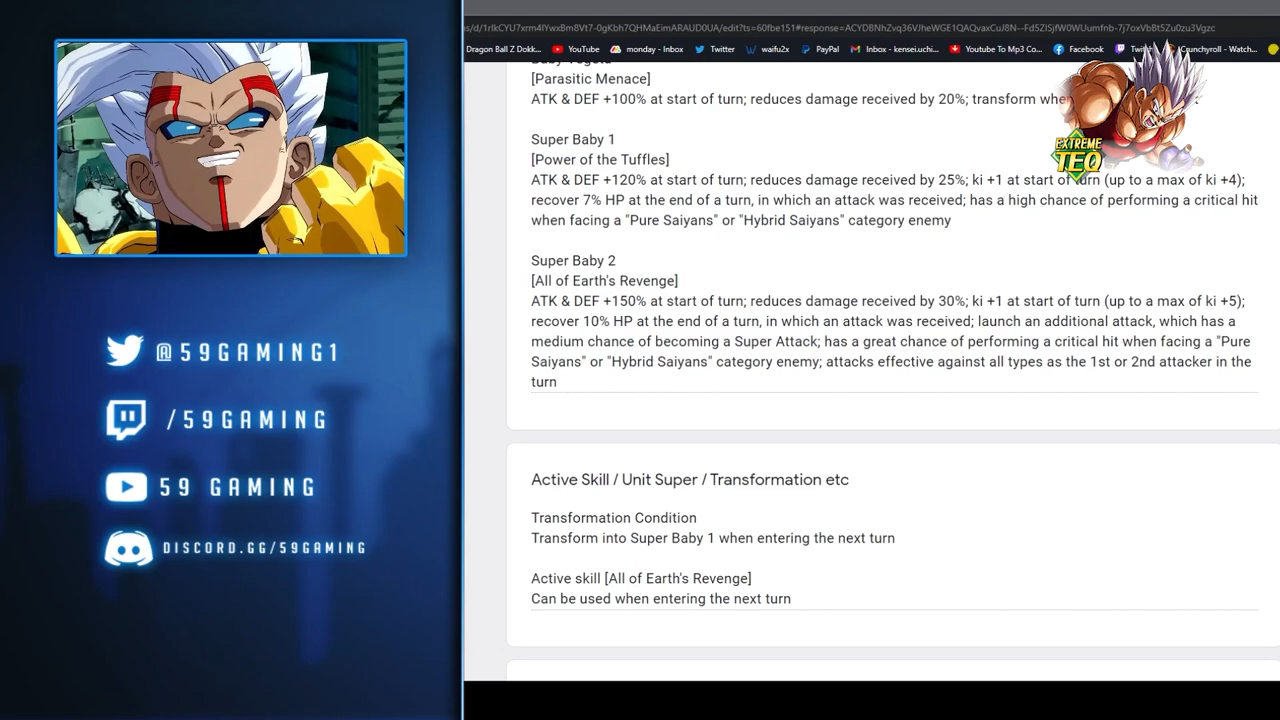 s/d/1rlkCYU7xrm4lYwxBm8Vt7-0gKbh7QHMaEimARAUD0UA/edit?ts=60fbe151#response=ACYDBNhZvq36VJheWGE1QAQvaxCuJ8N--Fd5ZISjfW0WUumfnb-7j7oxVbBt5Zu0zu3Vgzc
Dragon Ball Z Dokk... YouTube monday - Inbox Twitter waifu2x PayPal Inbox - kensei.uchi... Youtube To Mp3 Co... Facebook Twitch Crunchyroll - Watch...
[Parasitic Menace]
ATK & DEF +100% at start of turn; reduces damage received by 20%; transform when
EXTREME
TEQ
Super Baby 1
[Power of the Tuffles]
ATK & DEF +120% at start of turn; reduces damage received by 25%; ki +1 at start of turn (up to a max of ki +4);
recover 7% HP at the end of a turn, in which an attack was received; has a high chance of performing a critical hit
when facing a "Pure Saiyans" or "Hybrid Saiyans" category enemy
Super Baby 2
[All of Earth's Revenge]
ATK & DEF +150% at start of turn; reduces damage received by 30%; ki +1 at start of turn (up to a max of ki +5);
recover 10% HP at the end of a turn, in which an attack was received; launch an additional attack, which has a
medium chance of becoming a Super Attack; has a great chance of performing a critical hit when facing a "Pure
Saiyans" or "Hybrid Saiyans" category enemy; attacks effective against all types as the 1st or 2nd attacker in the
turn
Active Skill / Unit Super / Transformation etc
Transformation Condition
Transform into Super Baby 1 when entering the next turn
Active skill [All of Earth's Revenge]
Can be used when entering the next turn
@59GAMING1
/59GAMING
59 GAMING
DISCORD.GG/59GAMING